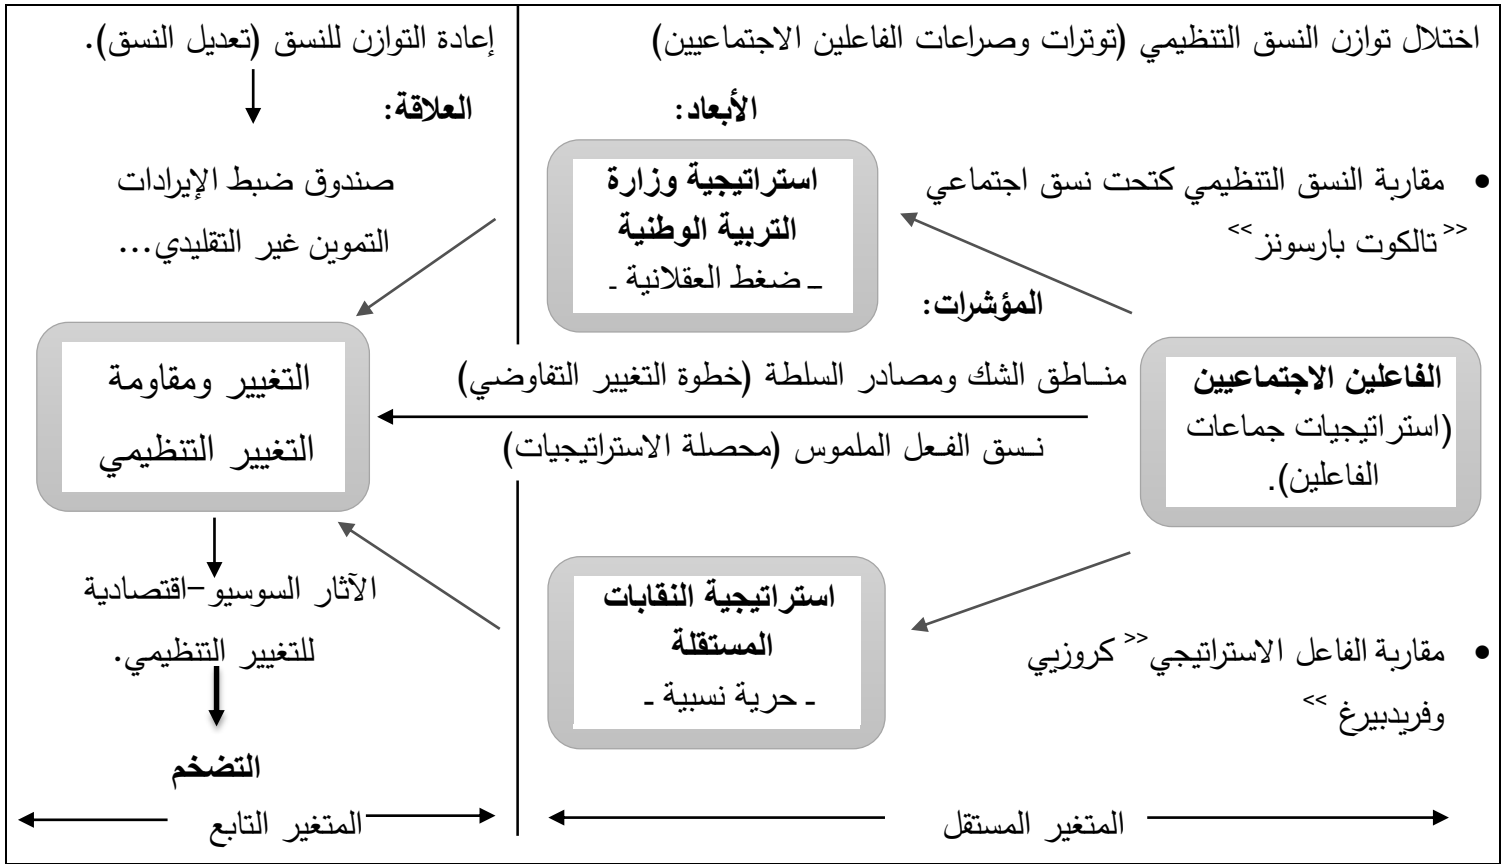 اختلال توازن النسق التنظيمي (توترات وصراعات الفاعلين الاجتماعيين)
إعادة التوازن للنسق (تعديل النسق).
الأبعاد:
العلاقة:
• مقاربة النسق التنظيمي كتحت نسق اجتماعي
<< تالكوت بارسونز >>
استراتيجية وزارة
التربية الوطنية
ـ ضغط العقلانية ـ
صندوق ضبط الإيرادات
التموين غير التقليدي...
المؤشرات:
الفاعلين الاجتماعيين
(استراتيجيات جماعات
الفاعلين).
منــاطق الشك ومصادر السلطة (خطوة التغيير التفاوضي)
نـسق الفـعل الملموس (محصلة الاستراتيجيات)
التغيير ومقاومة
التغيير التنظيمي
• مقاربة الفاعل الاستراتيجي << كروزيي
وفريدبيرغ >>
استراتيجية النقابات
المستقلة
ـ حرية نسبية ـ
الآثار السوسيو-اقتصادية
للتغيير التنظيمي.
التضخم
المتغير المستقل
المتغير التابع